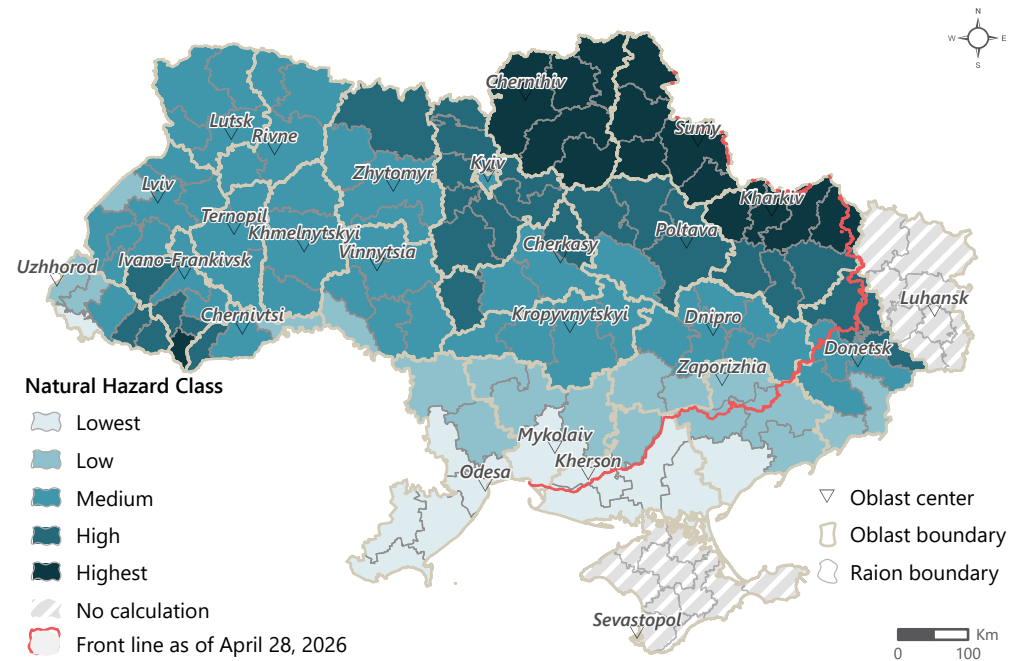 N
W E
S
Chernihiv
Sumy
Lutsk
Rivne
Kyiv
Zhytomyr
Lviv
Kharkiv
Ternopil
Khmelnytskyi
Poltava
Cherkasy
Vinnytsia
Ivano-Frankivsk
Uzhhorod
Luhansk
Chernivtsi
Kropyvnytskyi
Dnipro
Donetsk
Zaporizhia
Mykolaiv
Kherson
Odesa
Sevastopol
Natural Hazard Class
Lowest
Low
Medium
High
Highest
No calculation
Front line as of April 28, 2026
Oblast center
Oblast boundary
Raion boundary
Km
0 100